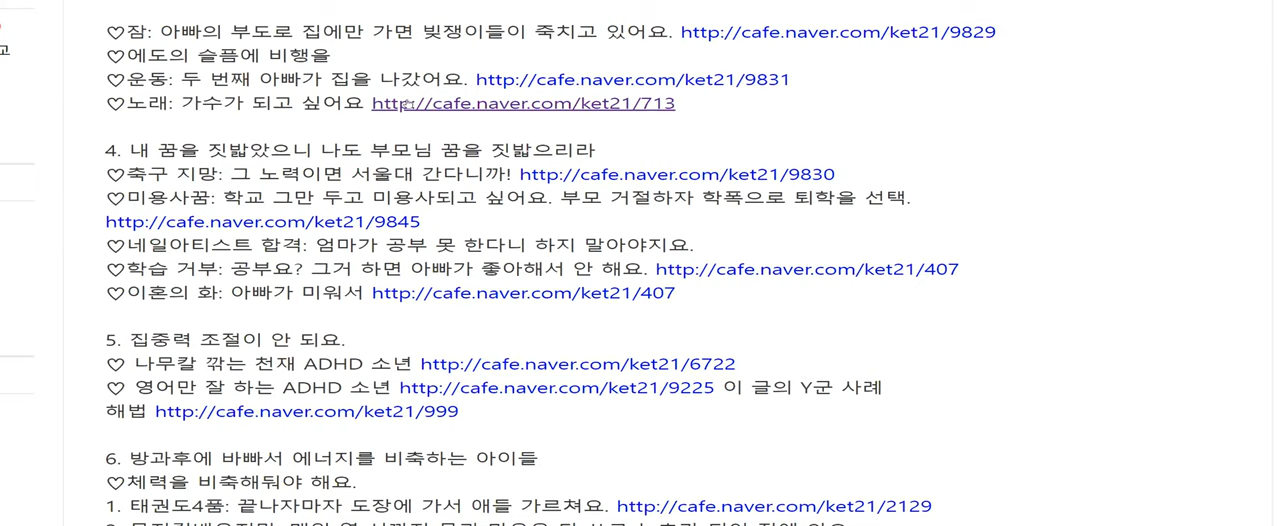 교
♡잠: 아빠의 부도로 집에만 가면 빚쟁이들이 죽치고 있어요. http://cafe.naver.com/ket21/9829
♡에도의 슬픔에 비행을
♡운동: 두 번째 아빠가 집을 나갔어요. http://cafe.naver.com/ket21/9831
♡노래: 가수가 되고 싶어요 http://cafe.naver.com/ket21/713
4. 내 꿈을 짓밟았으니 나도 부모님 꿈을 짓밟으리라
♡축구 지망: 그 노력이면 서울대 간다니까! http://cafe.naver.com/ket21/9830
♡미용사꿈: 학교 그만 두고 미용사되고 싶어요. 부모 거절하자 학폭으로 퇴학을 선택.
http://cafe.naver.com/ket21/9845
♡네일아티스트 합격: 엄마가 공부 못 한다니 하지 말아야지요.
♡학습 거부: 공부요? 그거 하면 아빠가 좋아해서 안 해요. http://cafe.naver.com/ket21/407
♡이혼의 화: 아빠가 미워서 http://cafe.naver.com/ket21/407
5. 집중력 조절이 안 되요.
♡ 나무칼 깎는 천재 ADHD 소년 http://cafe.naver.com/ket21/6722
♡ 영어만 잘 하는 ADHD 소년 http://cafe.naver.com/ket21/9225 이 글의 Y군 사례
해법 http://cafe.naver.com/ket21/999
6. 방과후에 바빠서 에너지를 비축하는 아이들
♡체력을 비축해둬야 해요.
1. 태권도4품: 끝나자마자 도장에 가서 애들 가르쳐요. http://cafe.naver.com/ket21/2129